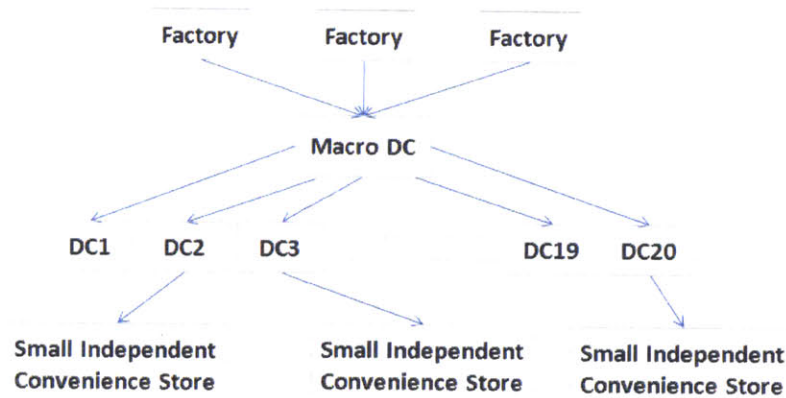 Factory Factory Factory
Macro DC
DC1 DC2 DC3 DC19 DC20
Small Independent Small Independent Small Independent
Convenience Store Convenience Store Convenience Store